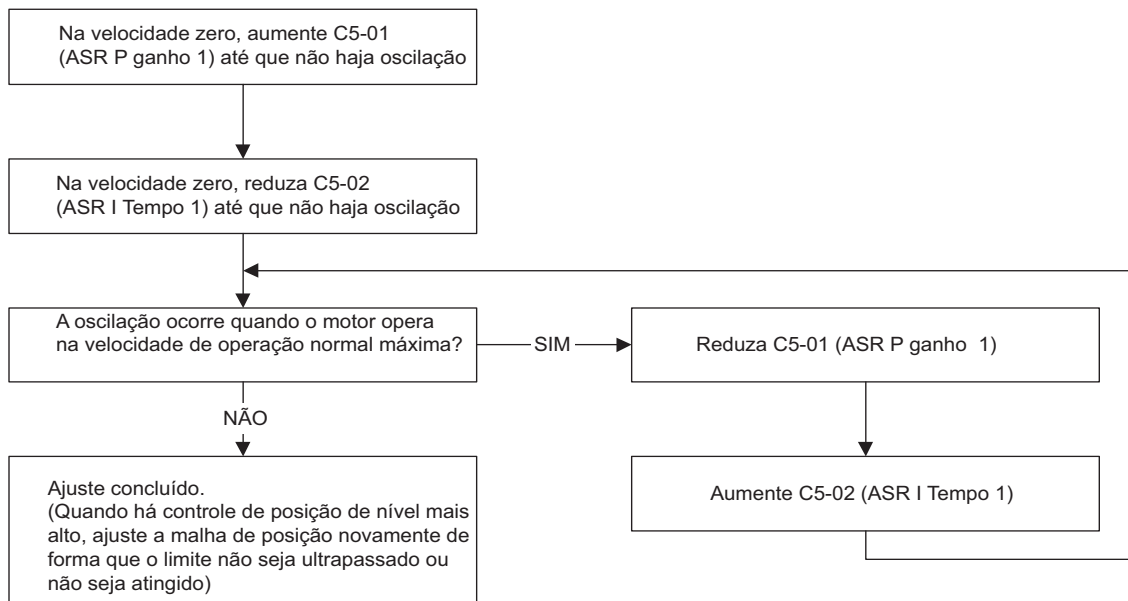 Na velocidade zero, aumente C5-01
(ASR P ganho 1) até que não haja oscilação
Na velocidade zero, reduza C5-02
(ASR I Tempo 1) até que não haja oscilação
A oscilação ocorre quando o motor opera
na velocidade de operação normal máxima?
SIM
Reduza C5-01 (ASR P ganho 1)
NÃO
Ajuste concluído.
(Quando há controle de posição de nível mais
alto, ajuste a malha de posição novamente de
forma que o limite não seja ultrapassado ou
não seja atingido)
Aumente C5-02 (ASR I Tempo 1)